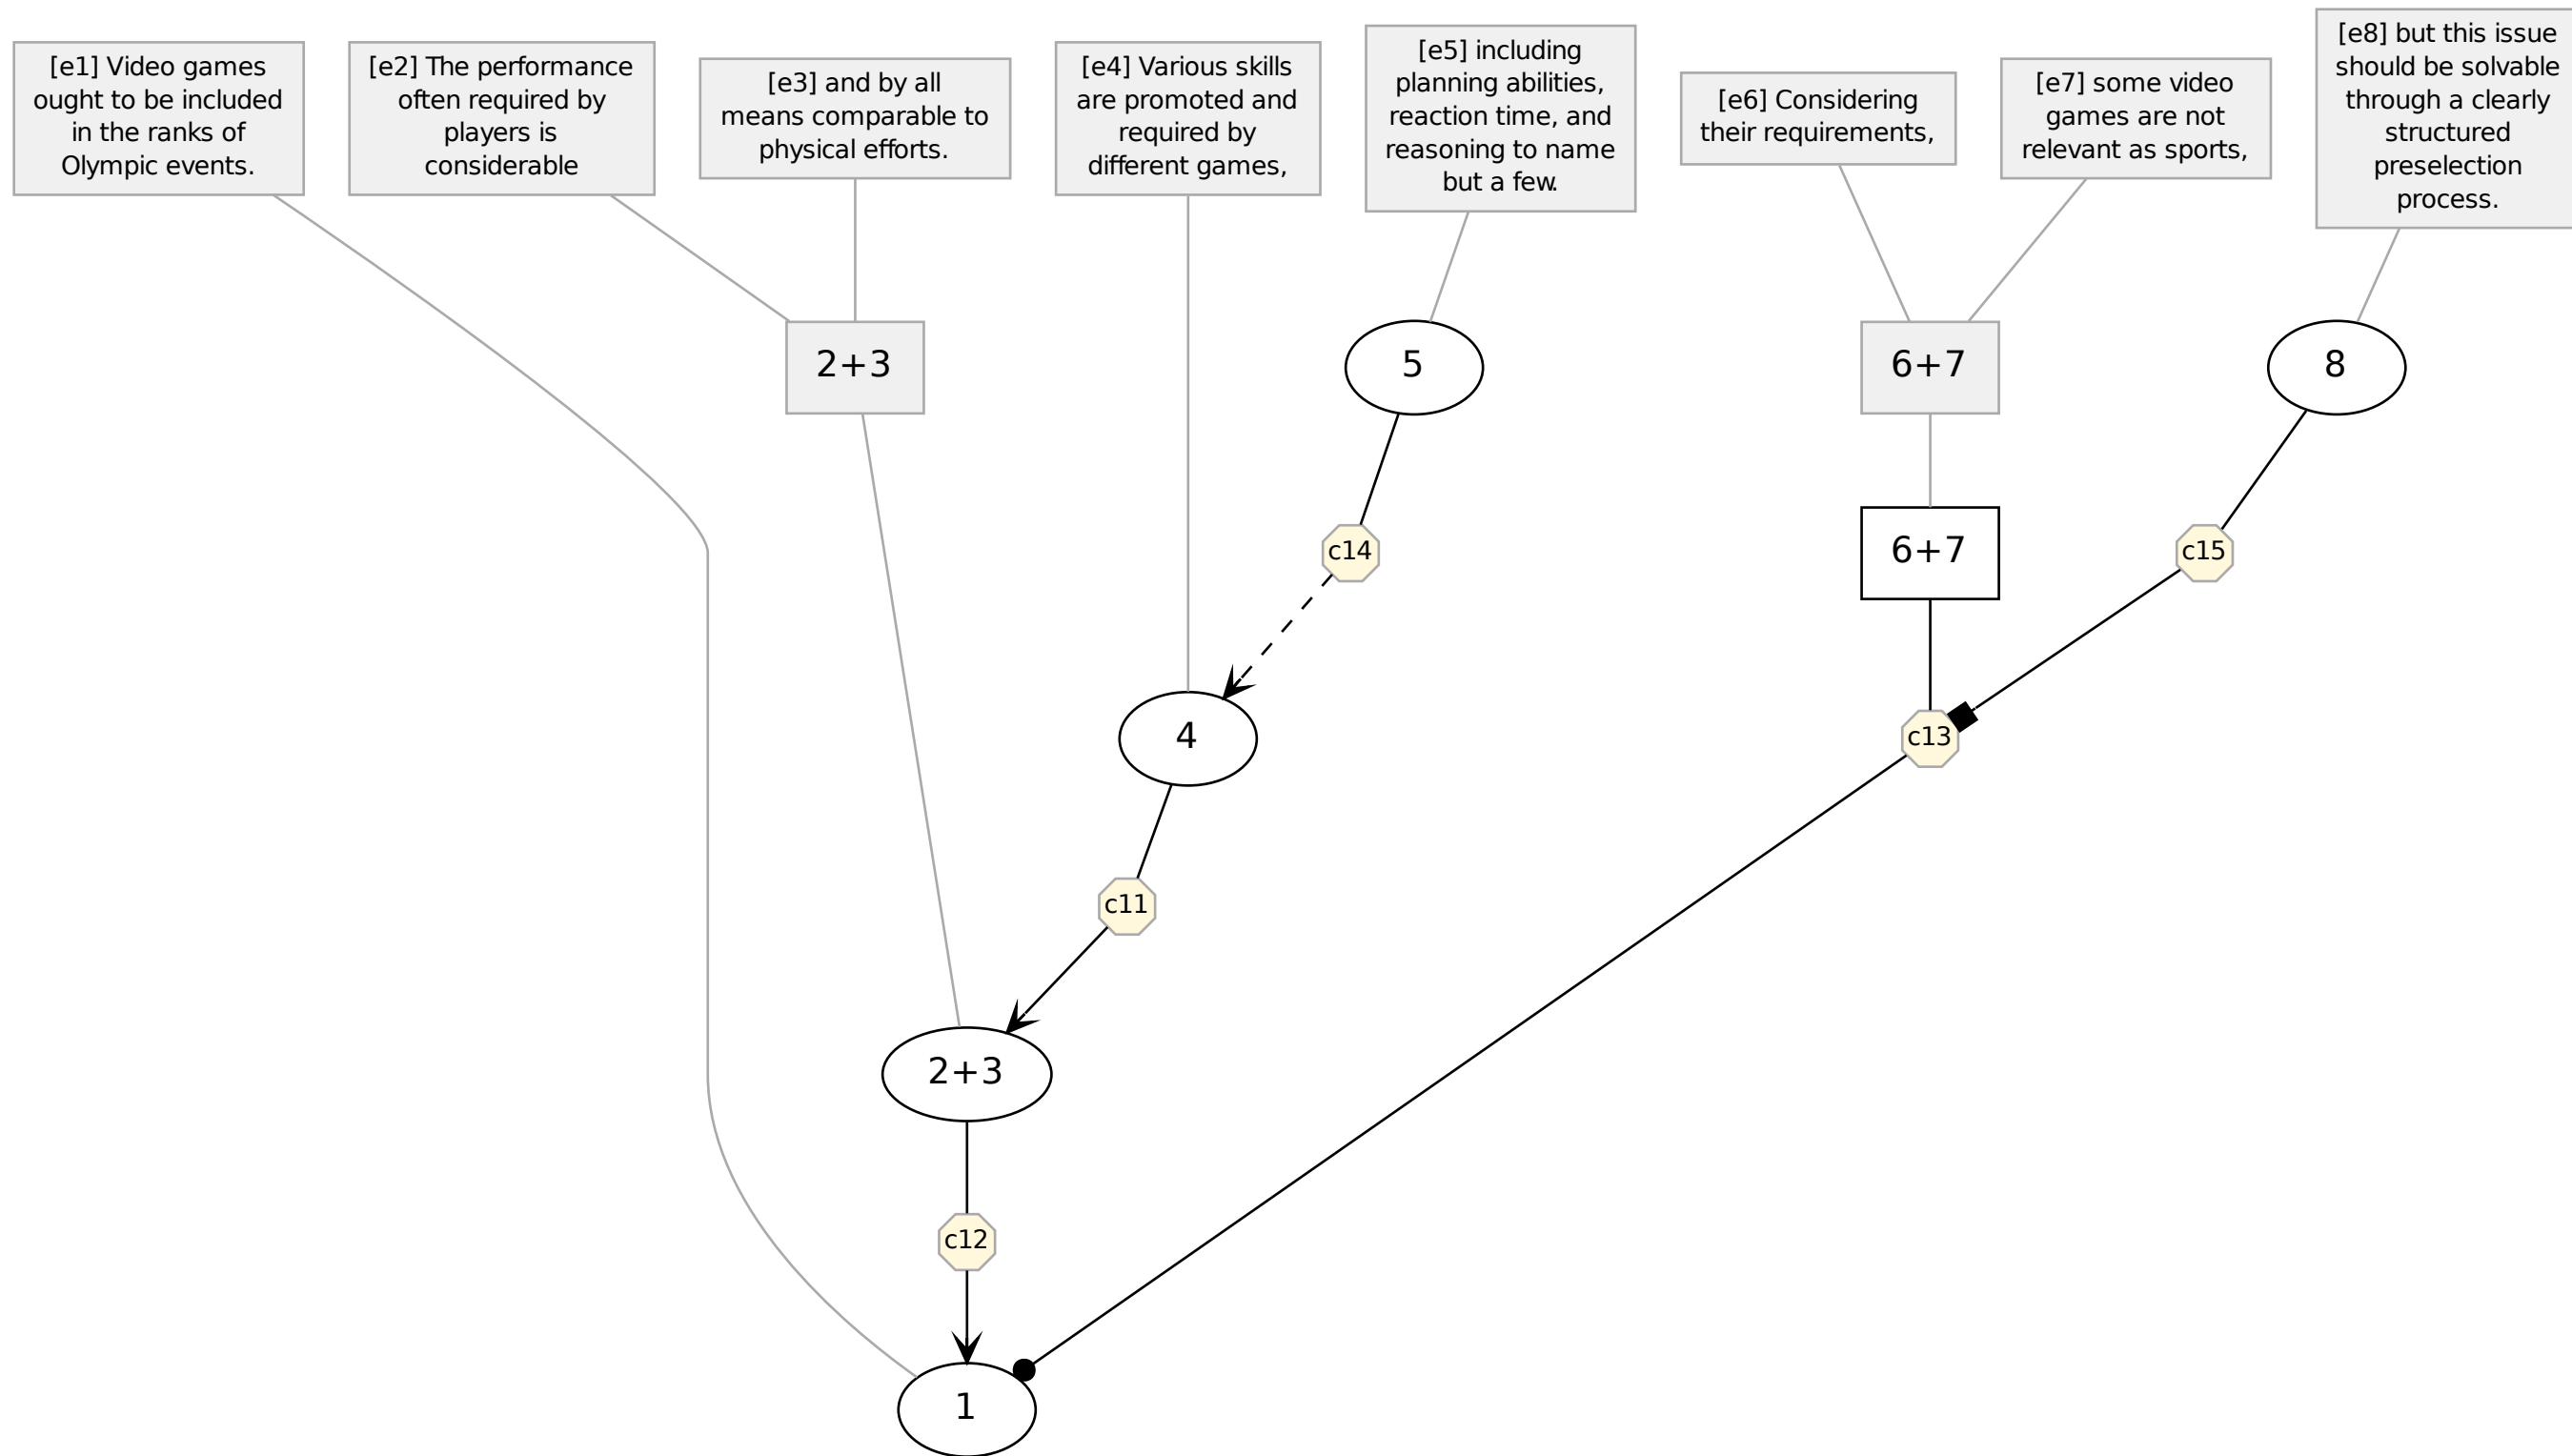 [e1] Video games
ought to be included
in the ranks of
Olympic events.
[e2] The performance
often required by
players is
considerable
[e3] and by all
means comparable to
physical efforts.
[e4] Various skills
are promoted and
required by
different games,
[e5] including
planning abilities,
reaction time, and
reasoning to name
but a few.
[e6] Considering
their requirements,
[e7] some video
games are not
relevant as sports,
[e8] but this issue
should be solvable
through a clearly
structured
preselection
process.
2+3
5
6+7
8
c14
6+7
c15
4
c13
c11
2+3
c12
1